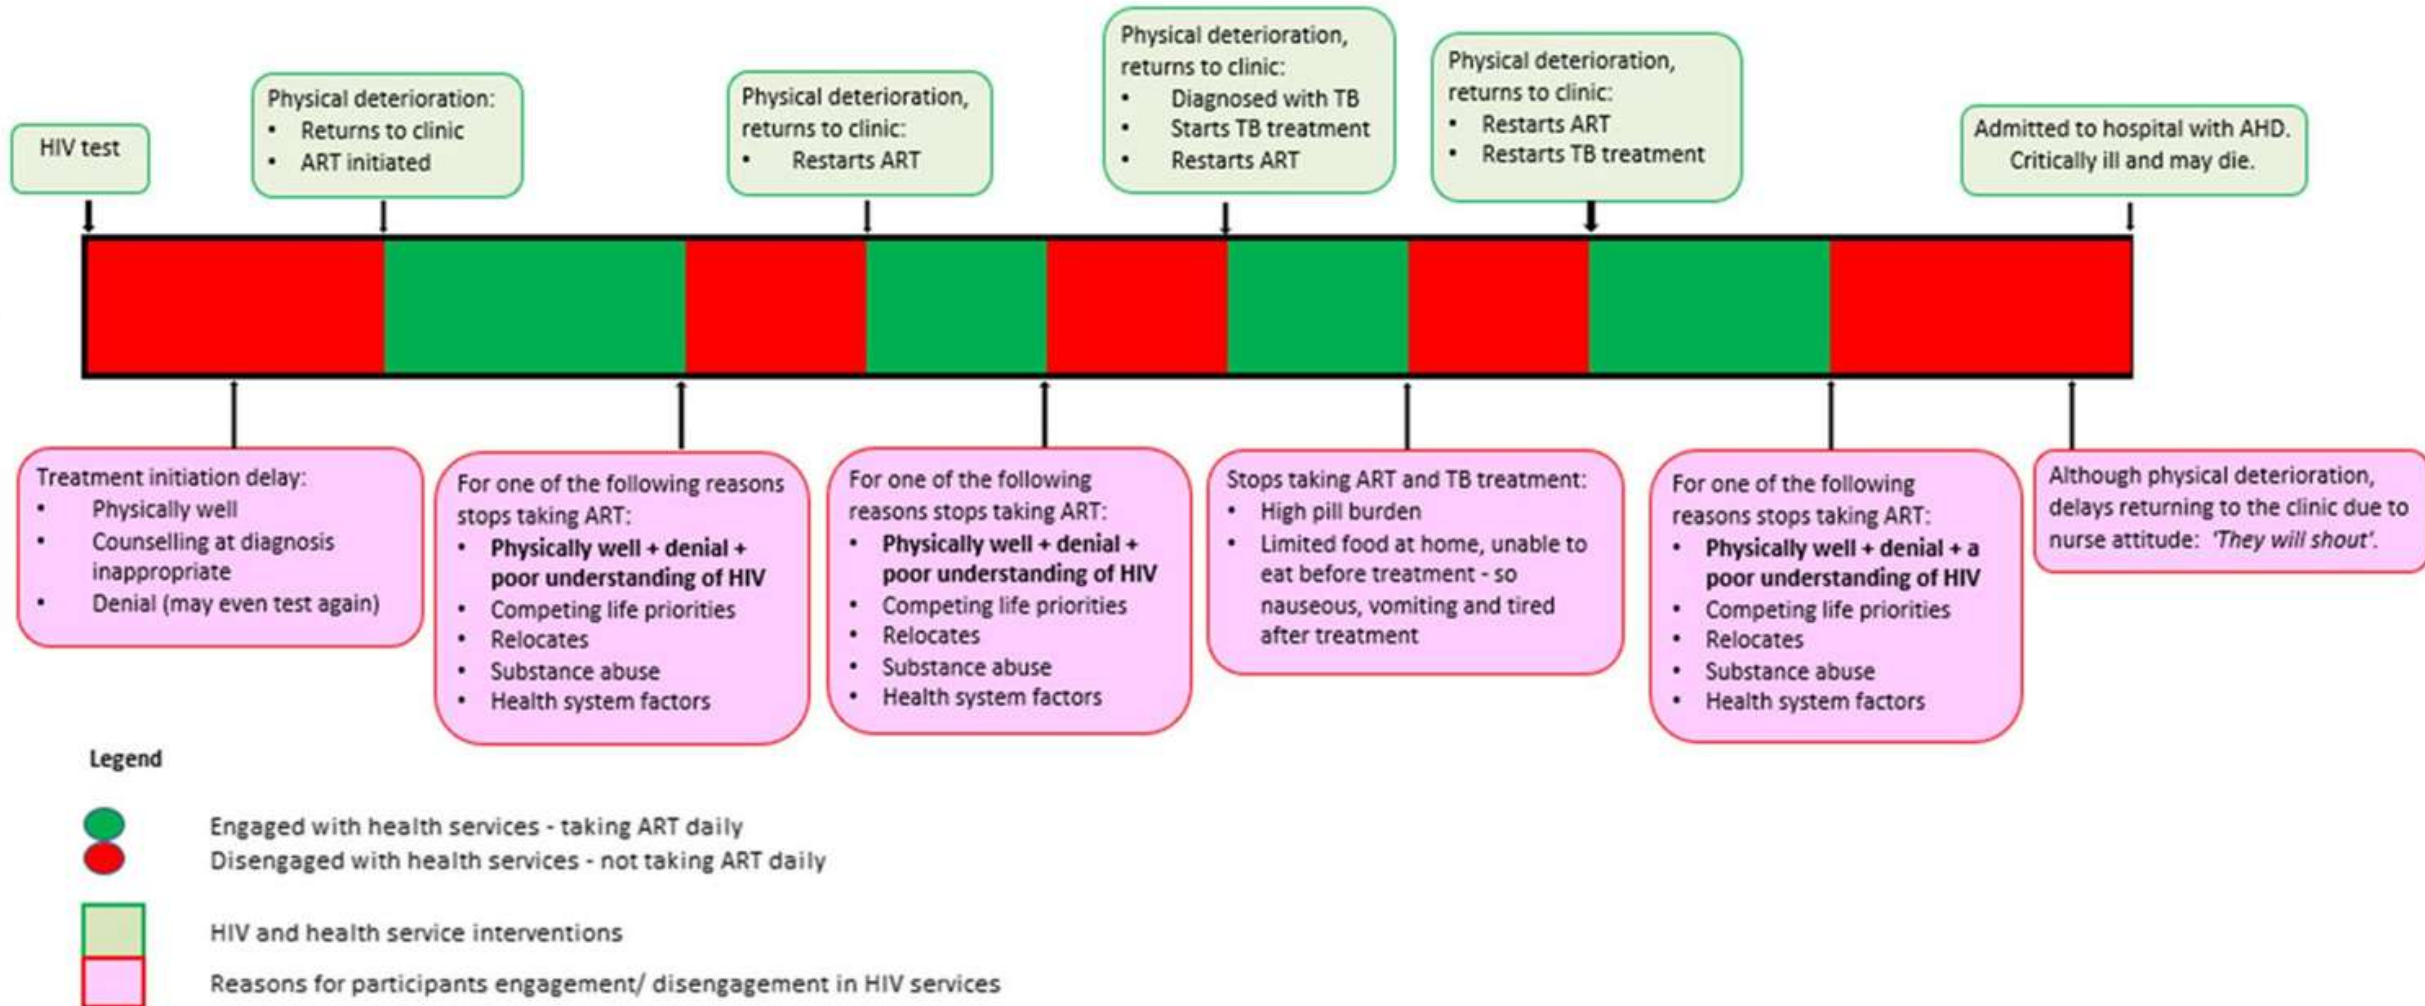 HIV test
Physical deterioration:
• Returns to clinic
• ART initiated
Physical deterioration,
returns to clinic:
• Restarts ART
Physical deterioration,
returns to clinic:
• Diagnosed with TB
• Starts TB treatment
• Restarts ART
Physical deterioration,
returns to clinic:
• Restarts ART
• Restarts TB treatment
Admitted to hospital with AHD.
Critically ill and may die.
Treatment initiation delay:
• Physically well
• Counselling at diagnosis
inappropriate
• Denial (may even test again)
For one of the following reasons
stops taking ART:
• Physically well + denial +
poor understanding of HIV
• Competing life priorities
• Relocates
• Substance abuse
• Health system factors
For one of the following
reasons stops taking ART:
• Physically well + denial +
poor understanding of HIV
• Competing life priorities
• Relocates
• Substance abuse
• Health system factors
Stops taking ART and TB treatment:
• High pill burden
• Limited food at home, unable to
eat before treatment - so
nauseous, vomiting and tired
after treatment
For one of the following
reasons stops taking ART:
• Physically well + denial + a
poor understanding of HIV
• Competing life priorities
• Relocates
• Substance abuse
• Health system factors
Although physical deterioration,
delays returning to the clinic due to
nurse attitude: 'They will shout'.
Legend
Engaged with health services - taking ART daily
Disengaged with health services - not taking ART daily
HIV and health service interventions
Reasons for participants engagement/ disengagement in HIV services